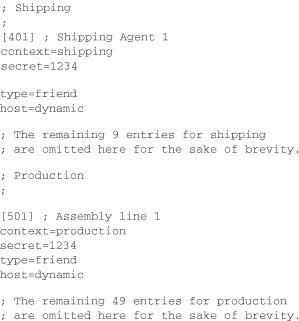 ; Shipping
;
[401] ; Shipping Agent 1
context=shipping
secret=1234
type=friend
host=dynamic
; The remaining 9 entries for shipping
; are omitted here for the sake of brevity.
; Production
;
[501] ; Assembly line 1
context=production
secret=1234
type=friend
host=dynamic
; The remaining 49 entries for production
; are omitted here for the sake of brevity.